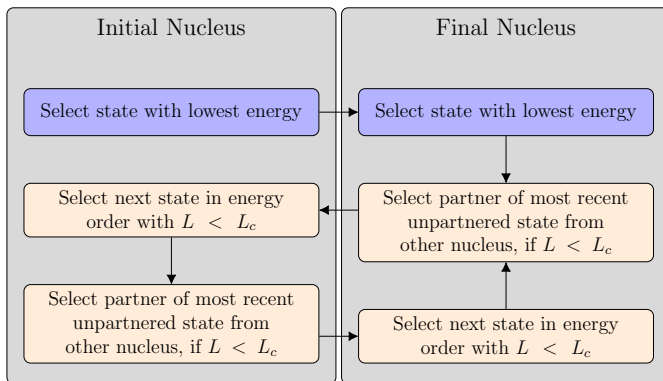 Initial Nucleus
Select state with lowest energy
Select next state in energy
order with L < L_c
Select partner of most recent
unpartnered state from
other nucleus, if L < L_c
Final Nucleus
Select state with lowest energy
Select partner of most recent
unpartnered state from
other nucleus, if L < L_c
Select next state in energy
order with L < L_c